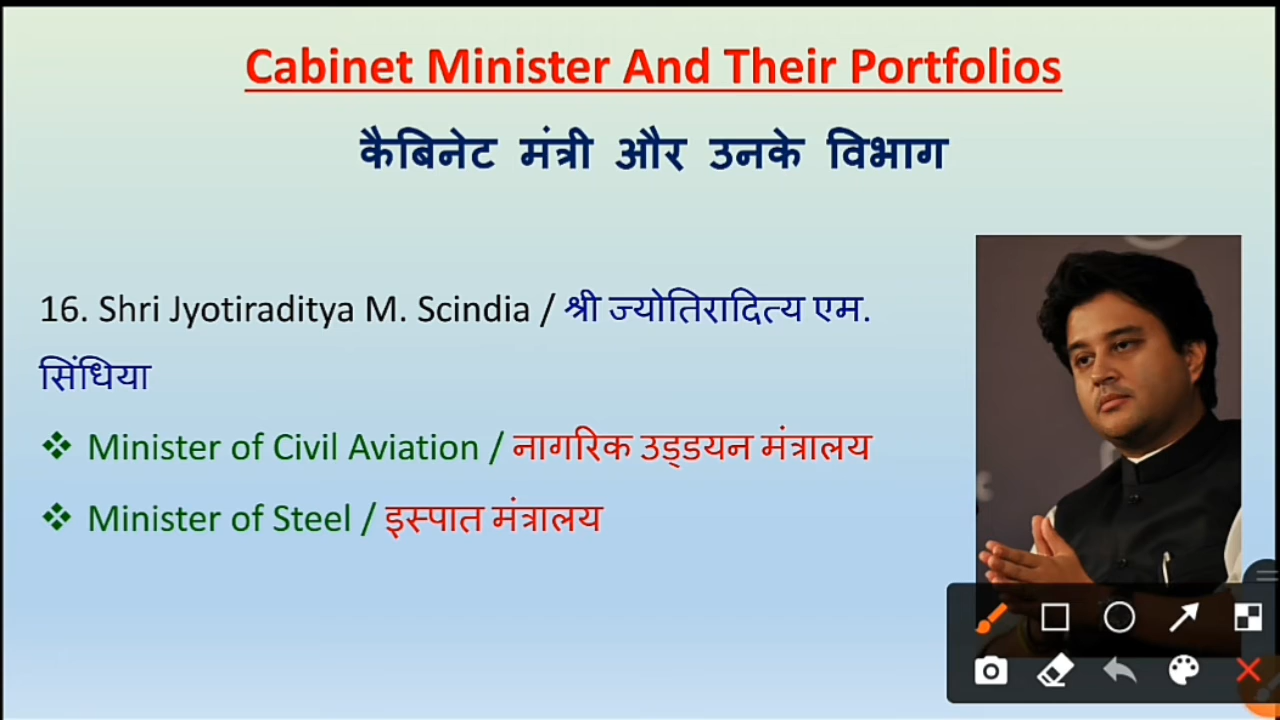 Cabinet Minister And Their Portfolios
कैबिनेट मंत्री और उनके विभाग
16. Shri Jyotiraditya M. Scindia / श्री ज्योतिरादित्य एम.
सिंधिया
❖ Minister of Civil Aviation / नागरिक उड्डयन मंत्रालय
❖ Minister of Steel / इस्पात मंत्रालय